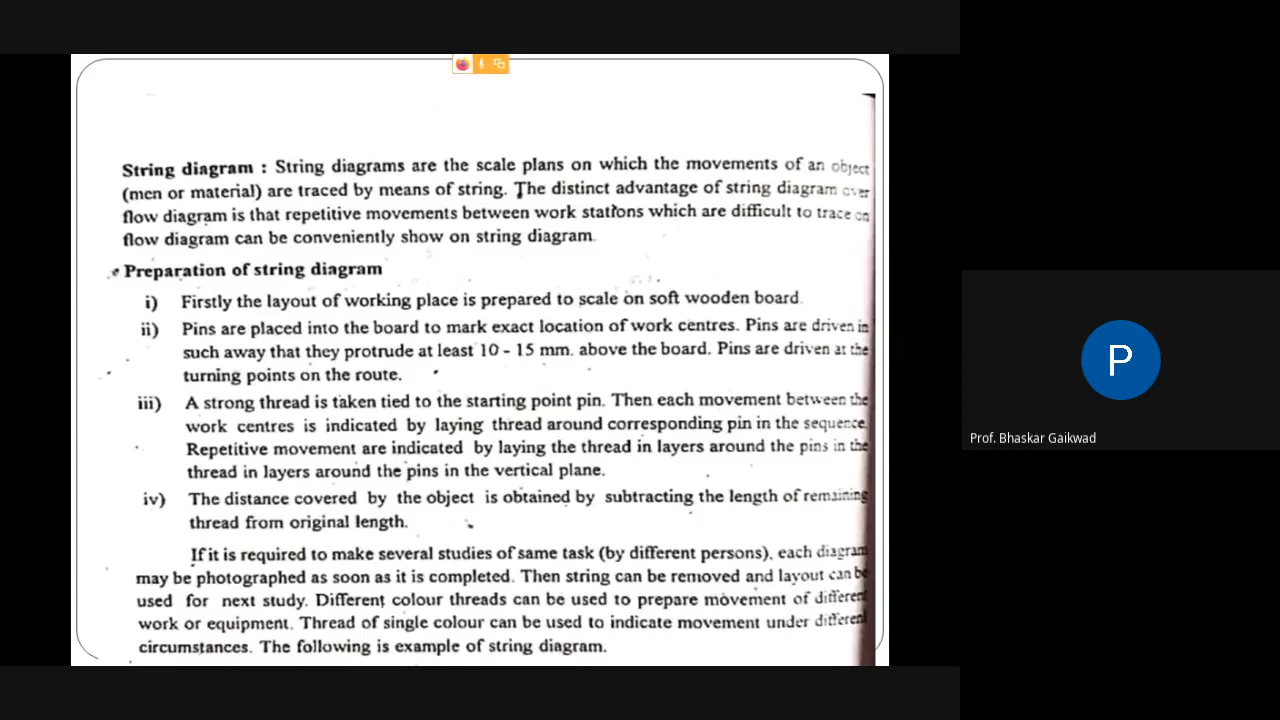 String diagram : String diagrams are the scale plans on which the movements of an object
(men or material) are traced by means of string. The distinct advantage of string diagram over
flow diagram is that repetitive movements between work stations which are difficult to trace on
flow diagram can be conveniently show on string diagram.
Preparation of string diagram
i) Firstly the layout of working place is prepared to scale on soft wooden board.
ii) Pins are placed into the board to mark exact location of work centres. Pins are driven in
such away that they protrude at least 10 - 15 mm. above the board. Pins are driven at the
turning points on the route.
iii) A strong thread is taken tied to the starting point pin. Then each movement between the
work centres is indicated by laying thread around corresponding pin in the sequence.
Repetitive movement are indicated by laying the thread in layers around the pins in the
thread in layers around the pins in the vertical plane.
iv) The distance covered by the object is obtained by subtracting the length of remaining
thread from original length.
If it is required to make several studies of same task (by different persons), each diagram
may be photographed as soon as it is completed. Then string can be removed and layout can be
used for next study. Different colour threads can be used to prepare movement of different
work or equipment. Thread of single colour can be used to indicate movement under different
circumstances. The following is example of string diagram.
P
Prof. Bhaskar Gaikwad